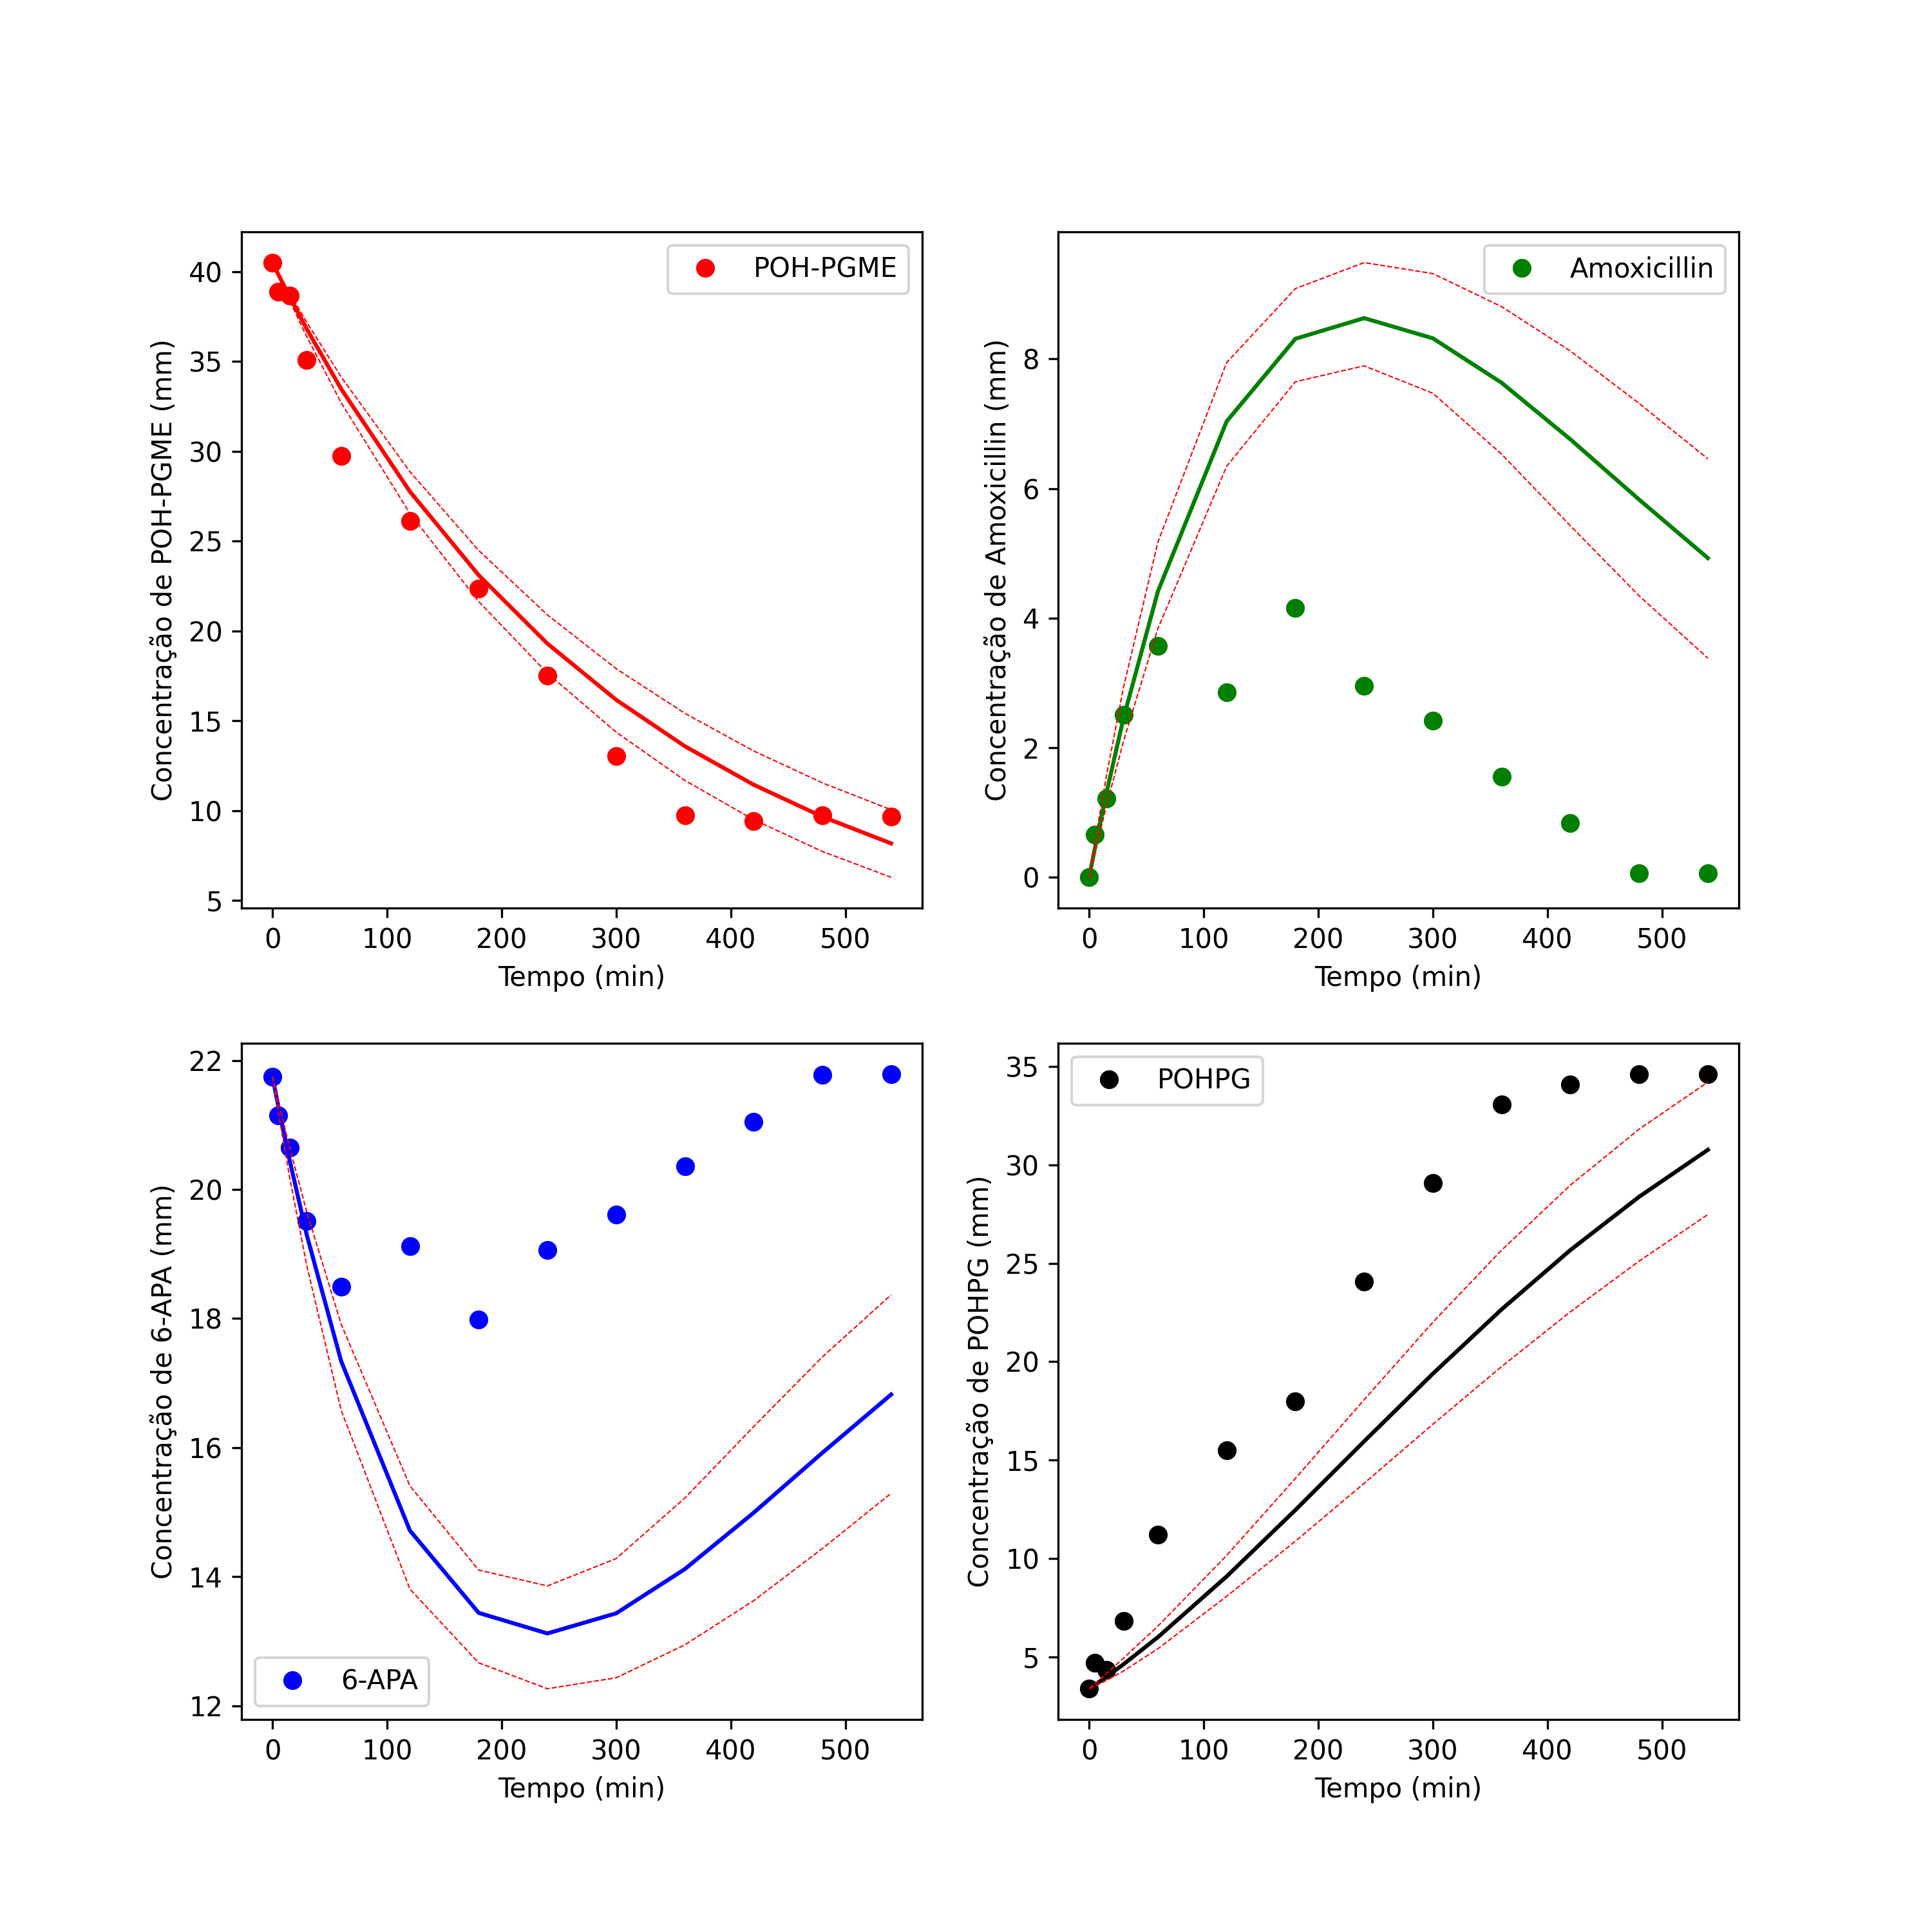 POH-PGME
Concentração de POH-PGME (mm)
40
35
30
25
20
15
10
5
0 100 200 300 400 500
Tempo (min)
Amoxicillin
Concentração de Amoxicillin (mm)
8
6
4
2
0
0 100 200 300 400 500
Tempo (min)
6-APA
Concentração de 6-APA (mm)
22
20
18
16
14
12
0 100 200 300 400 500
Tempo (min)
POHPG
Concentração de POHPG (mm)
35
30
25
20
15
10
5
0 100 200 300 400 500
Tempo (min)